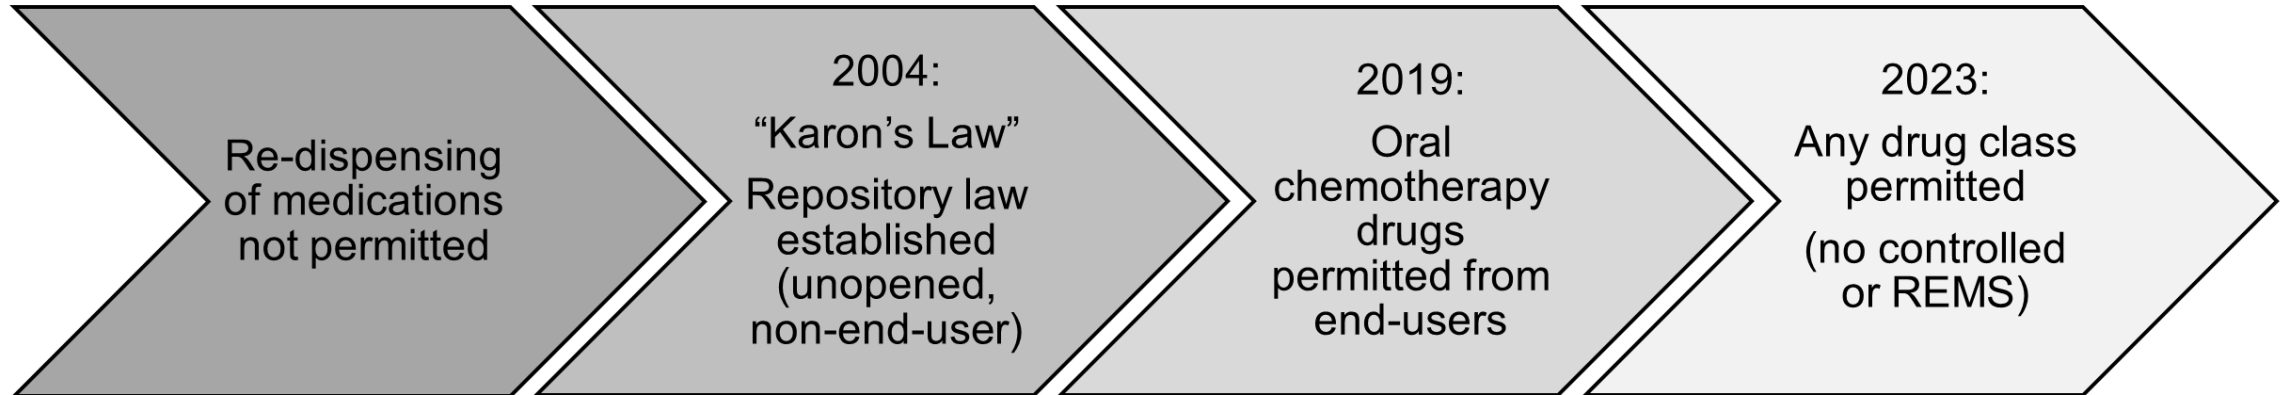 Re-dispensing
of medications
not permitted
2004:
“Karon’s Law”
Repository law
established
(unopened,
non-end-user)
2019:
Oral
chemotherapy
drugs
permitted from
end-users
2023:
Any drug class
permitted
(no controlled
or REMS)